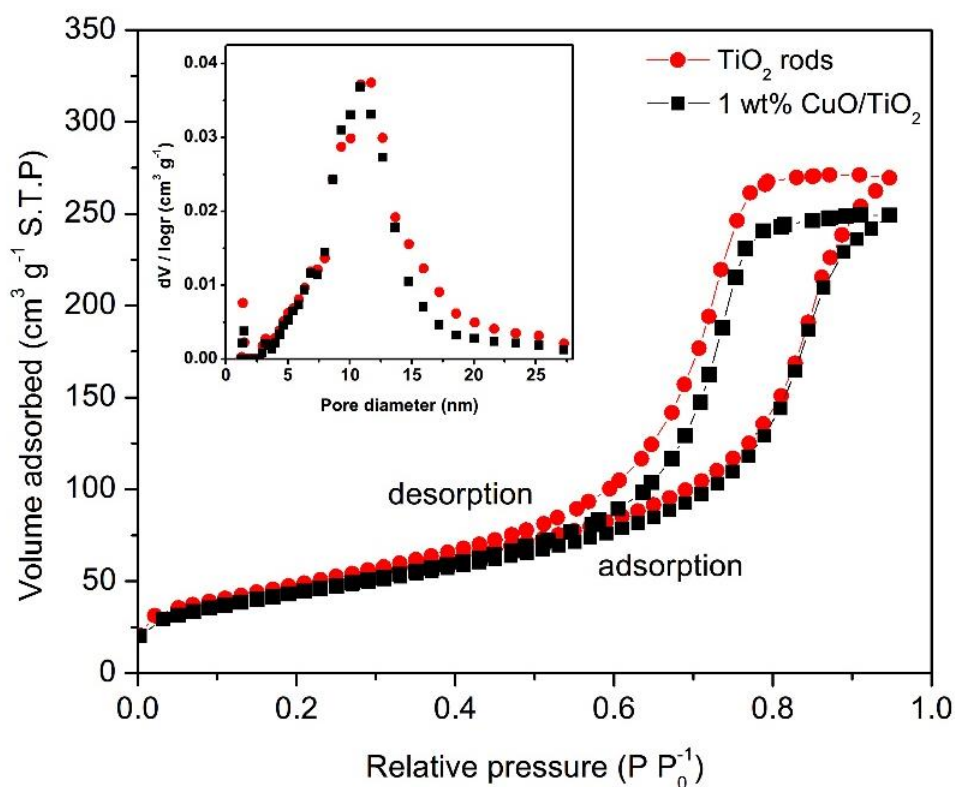 350
300
250
200
150
100
50
0
Volume adsorbed (cm³ g⁻¹ S.T.P)
0.04
0.03
0.02
0.01
0.00
dV / logr (cm³ g⁻¹)
0 5 10 15 20 25
Pore diameter (nm)
TiO₂ rods
1 wt% CuO/TiO₂
desorption
adsorption
0.0 0.2 0.4 0.6 0.8 1.0
Relative pressure (P P₀⁻¹)